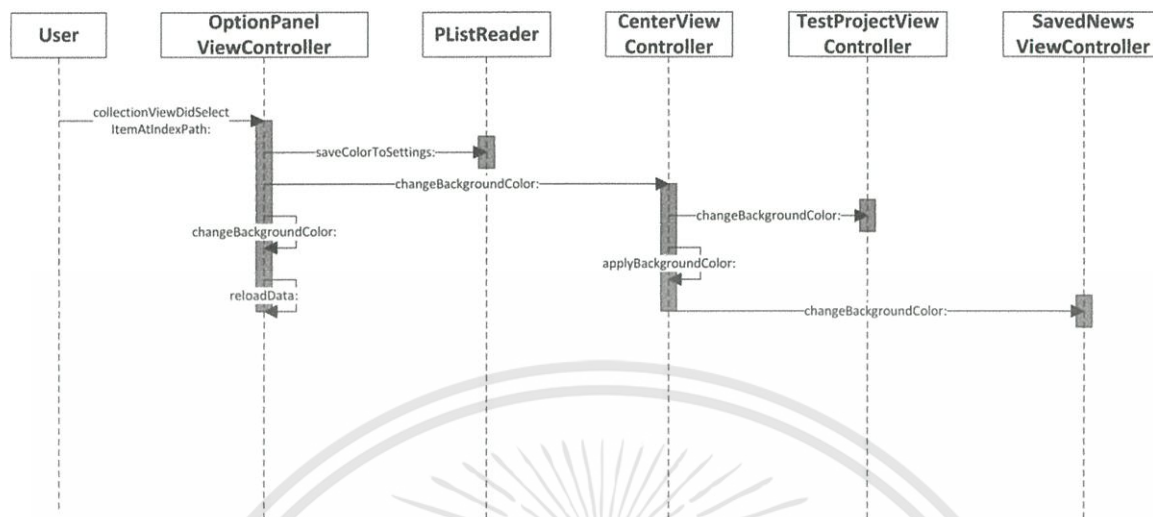 User
OptionPanel
ViewController
PListReader
CenterView
Controller
TestProjectView
Controller
SavedNews
ViewController
collectionViewDidSelect
ItemAtIndexPath:
saveColorToSettings:
changeBackgroundColor:
changeBackgroundColor:
changeBackgroundColor:
applyBackgroundColor:
reloadData:
changeBackgroundColor: